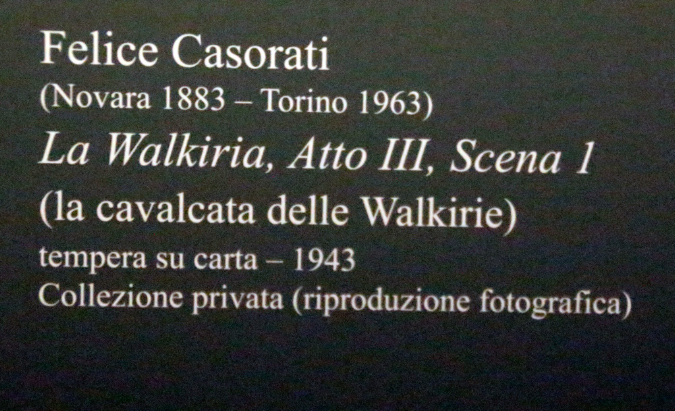 Felice Casorati
(Novara 1883 – Torino 1963)
La Walkiria, Atto III, Scena 1
(la cavalcata delle Walkirie)
tempera su carta – 1943
Collezione privata (riproduzione fotografica)